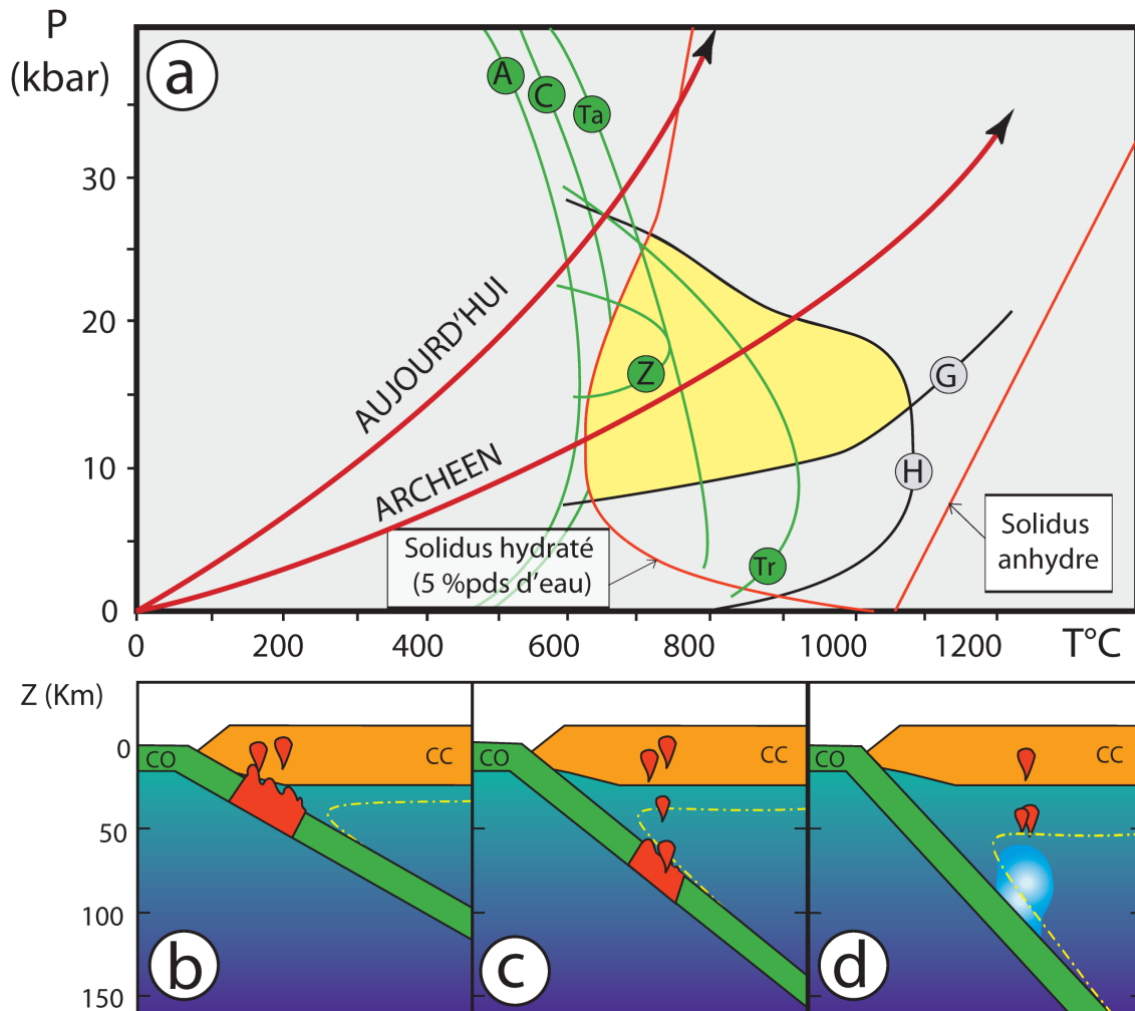 P
(kbar)
a
A
C
Ta
30
20
10
0
AUJOURD'HUI
ARCHEEN
Z
G
H
Tr
Solidus hydraté
(5 %pds d'eau)
Solidus
anhydre
0
200
400
600
800
1000
1200
T°C
Z (Km)
0
50
100
150
CO
CC
b
CO
CC
c
CO
CC
d